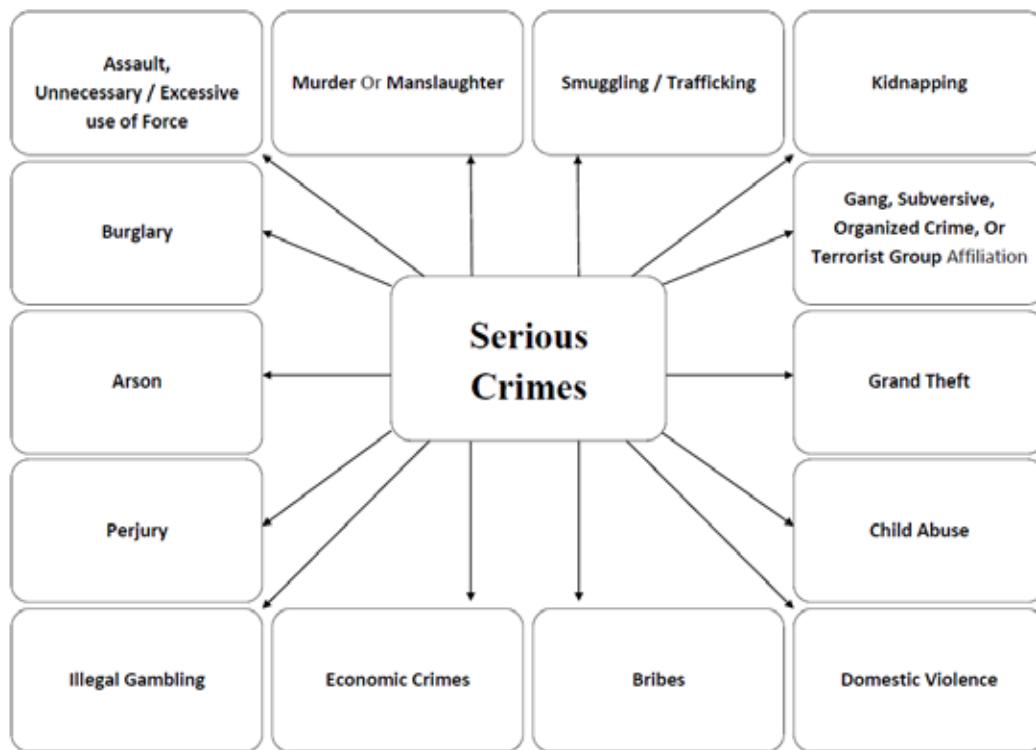 Assault,
Unnecessary / Excessive
use of Force
Murder Or Manslaughter
Smuggling / Trafficking
Kidnapping
Burglary
Gang, Subversive,
Organized Crime, Or
Terrorist Group Affiliation
Serious
Crimes
Arson
Grand Theft
Perjury
Child Abuse
Illegal Gambling
Economic Crimes
Bribes
Domestic Violence